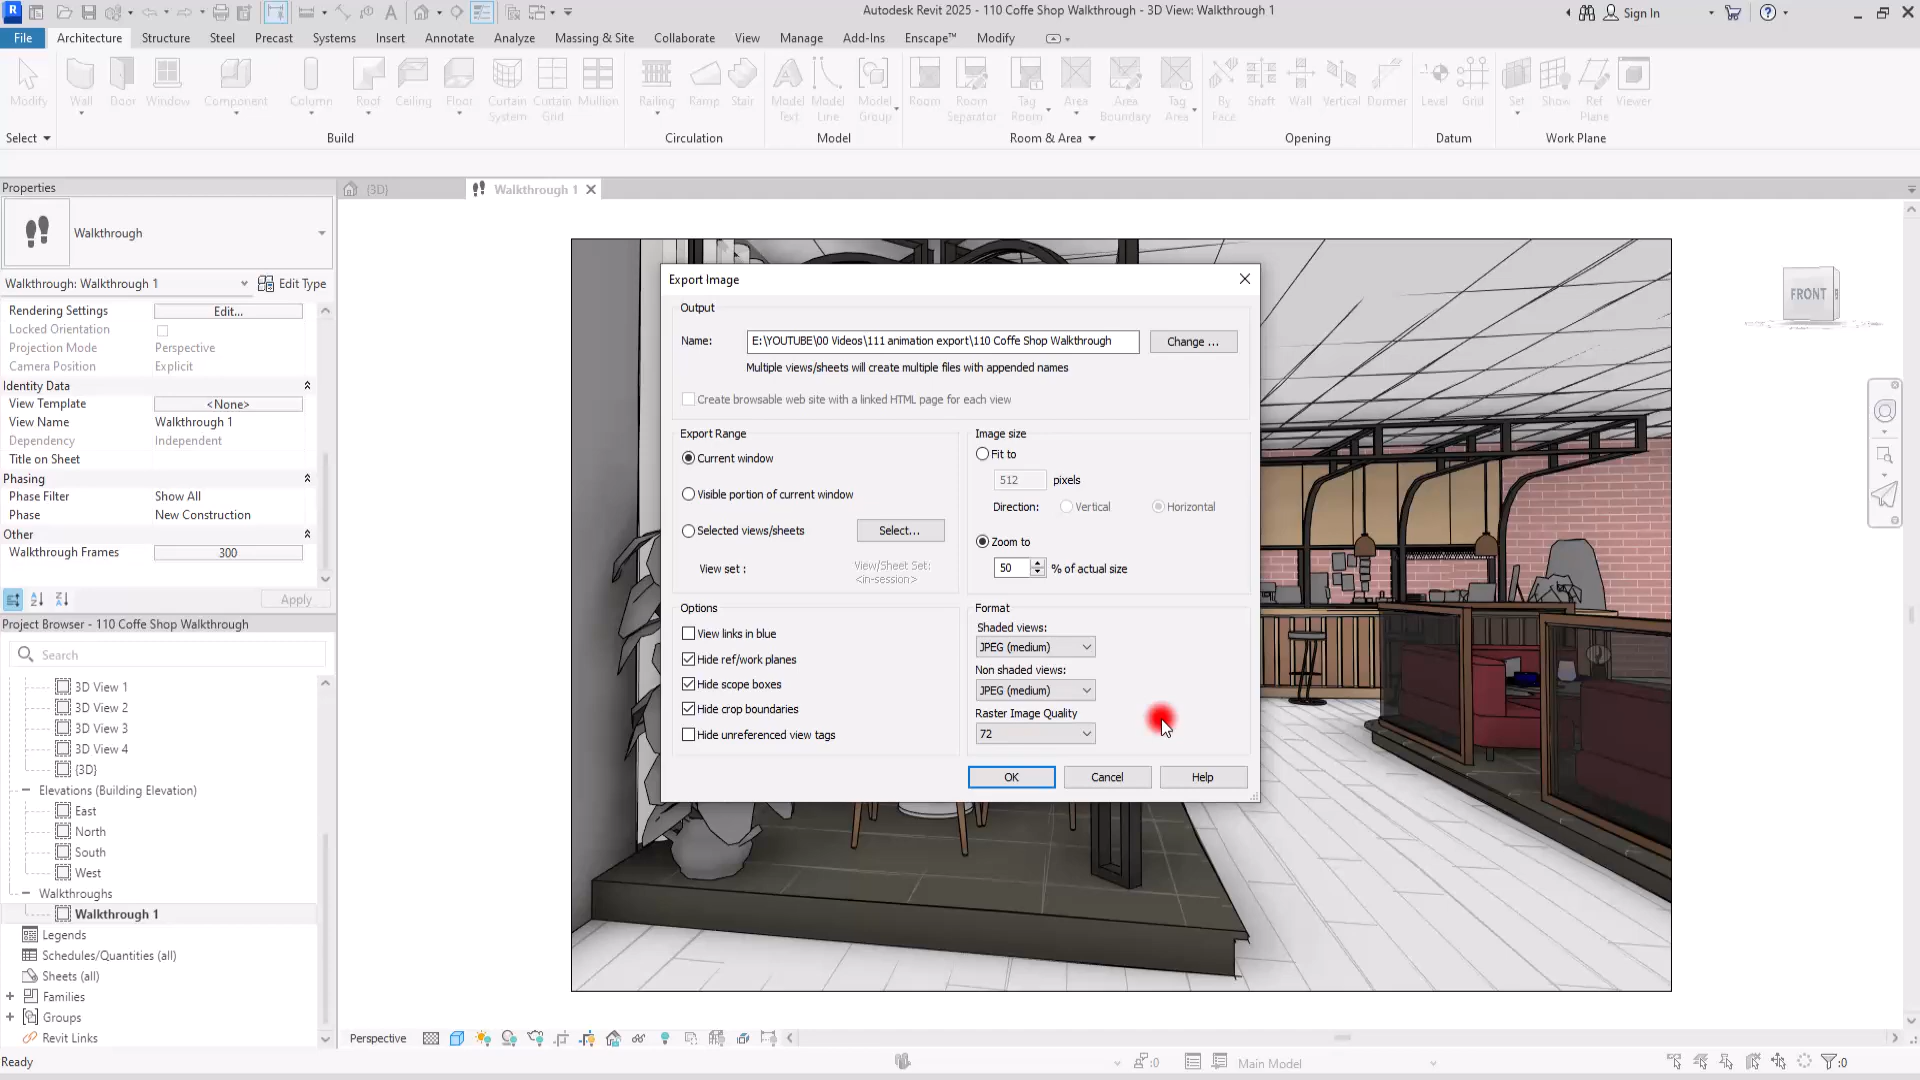 Autodesk Revit 2025 - 110 Coffe Shop Walkthrough - 3D View: Walkthrough 1
Sign In
File Architecture Structure Steel Precast Systems Insert Annotate Analyze Massing & Site Collaborate View Manage Add-Ins Enscape™ Modify
Modify Wall Door Window Component Column Roof Ceiling Floor Curtain System Curtain Grid Mullion Railing Ramp Stair Model Text Model Line Model Group Room Room Separator Tag Room Area Area Boundary Tag Area By Face Shaft Wall Vertical Dormer Level Grid Set Show Ref Plane Viewer
Select Build Circulation Model Room & Area Opening Datum Work Plane
Properties
{3D}
Walkthrough 1
Walkthrough
Walkthrough: Walkthrough 1
Edit Type
Rendering Settings Edit...
Locked Orientation
Projection Mode Perspective
Camera Position Explicit
Identity Data
View Template <None>
View Name Walkthrough 1
Dependency Independent
Title on Sheet
Phasing
Phase Filter Show All
Phase New Construction
Other
Walkthrough Frames 300
Apply
Project Browser - 110 Coffe Shop Walkthrough
Search
3D View 1
3D View 2
3D View 3
3D View 4
{3D}
Elevations (Building Elevation)
East
North
South
West
Walkthroughs
Walkthrough 1
Legends
Schedules/Quantities (all)
Sheets (all)
Families
Groups
Revit Links
Export Image
Output
Name: E:\YOUTUBE\00 Videos\111 animation export\110 Coffe Shop Walkthrough
Change ...
Multiple views/sheets will create multiple files with appended names
Create browsable web site with a linked HTML page for each view
Export Range
Current window
Visible portion of current window
Selected views/sheets
Select...
View set :
View/Sheet Set:
<in-session>
Image size
Fit to
512 pixels
Direction: Vertical Horizontal
Zoom to
50 % of actual size
Options
View links in blue
Hide ref/work planes
Hide scope boxes
Hide crop boundaries
Hide unreferenced view tags
Format
Shaded views:
JPEG (medium)
Non shaded views:
JPEG (medium)
Raster Image Quality
72
OK Cancel Help
FRONT
Perspective
Ready
:0
Main Model
:0